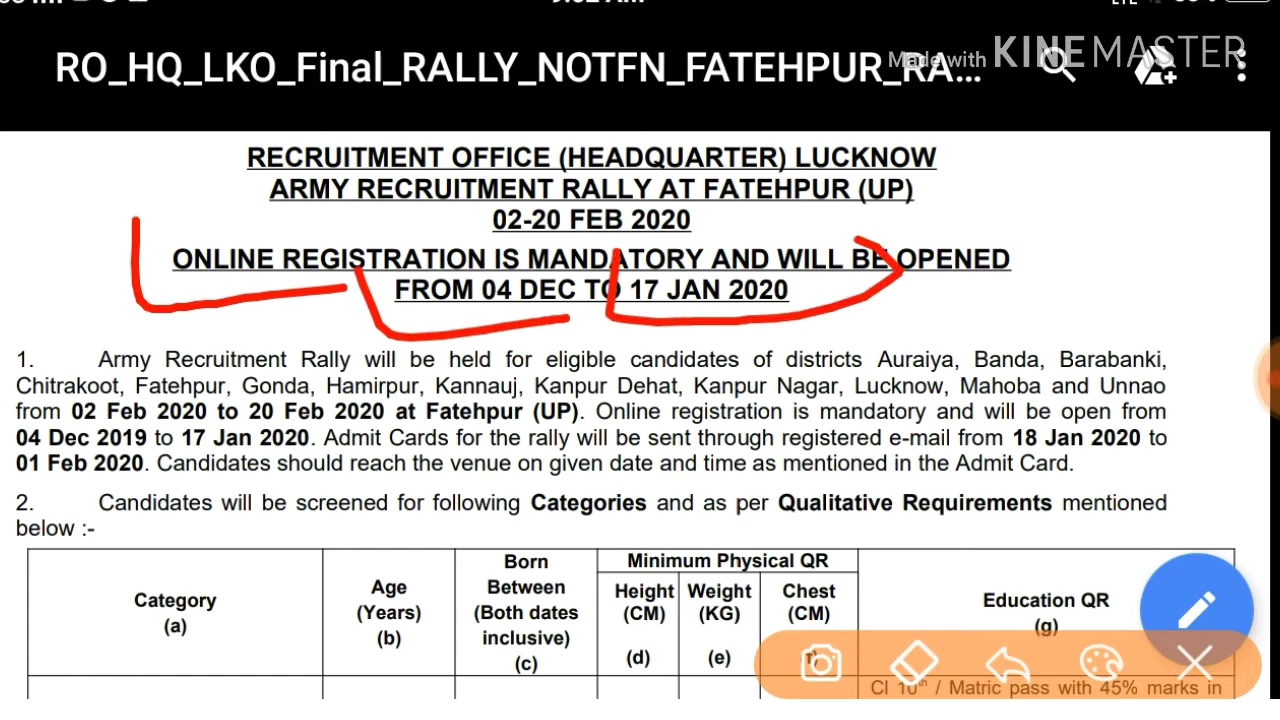 RO_HQ_LKO_Final_RALLY_NOTFN_FATEHPUR_RA...
Made with KINEMASTER
RECRUITMENT OFFICE (HEADQUARTER) LUCKNOW
ARMY RECRUITMENT RALLY AT FATEHPUR (UP)
02-20 FEB 2020
ONLINE REGISTRATION IS MANDATORY AND WILL BE OPENED
FROM 04 DEC TO 17 JAN 2020
1. Army Recruitment Rally will be held for eligible candidates of districts Auraiya, Banda, Barabanki,
Chitrakoot, Fatehpur, Gonda, Hamirpur, Kannauj, Kanpur Dehat, Kanpur Nagar, Lucknow, Mahoba and Unnao
from 02 Feb 2020 to 20 Feb 2020 at Fatehpur (UP). Online registration is mandatory and will be open from
04 Dec 2019 to 17 Jan 2020. Admit Cards for the rally will be sent through registered e-mail from 18 Jan 2020 to
01 Feb 2020. Candidates should reach the venue on given date and time as mentioned in the Admit Card.
2. Candidates will be screened for following Categories and as per Qualitative Requirements mentioned
below :-
Category
(a)
Age
(Years)
(b)
Born
Between
(Both dates
inclusive)
(c)
Minimum Physical QR
Height
(CM)
(d)
Weight
(KG)
(e)
Chest
(CM)
Education QR
(g)
Cl 10th / Matric pass with 45% marks in